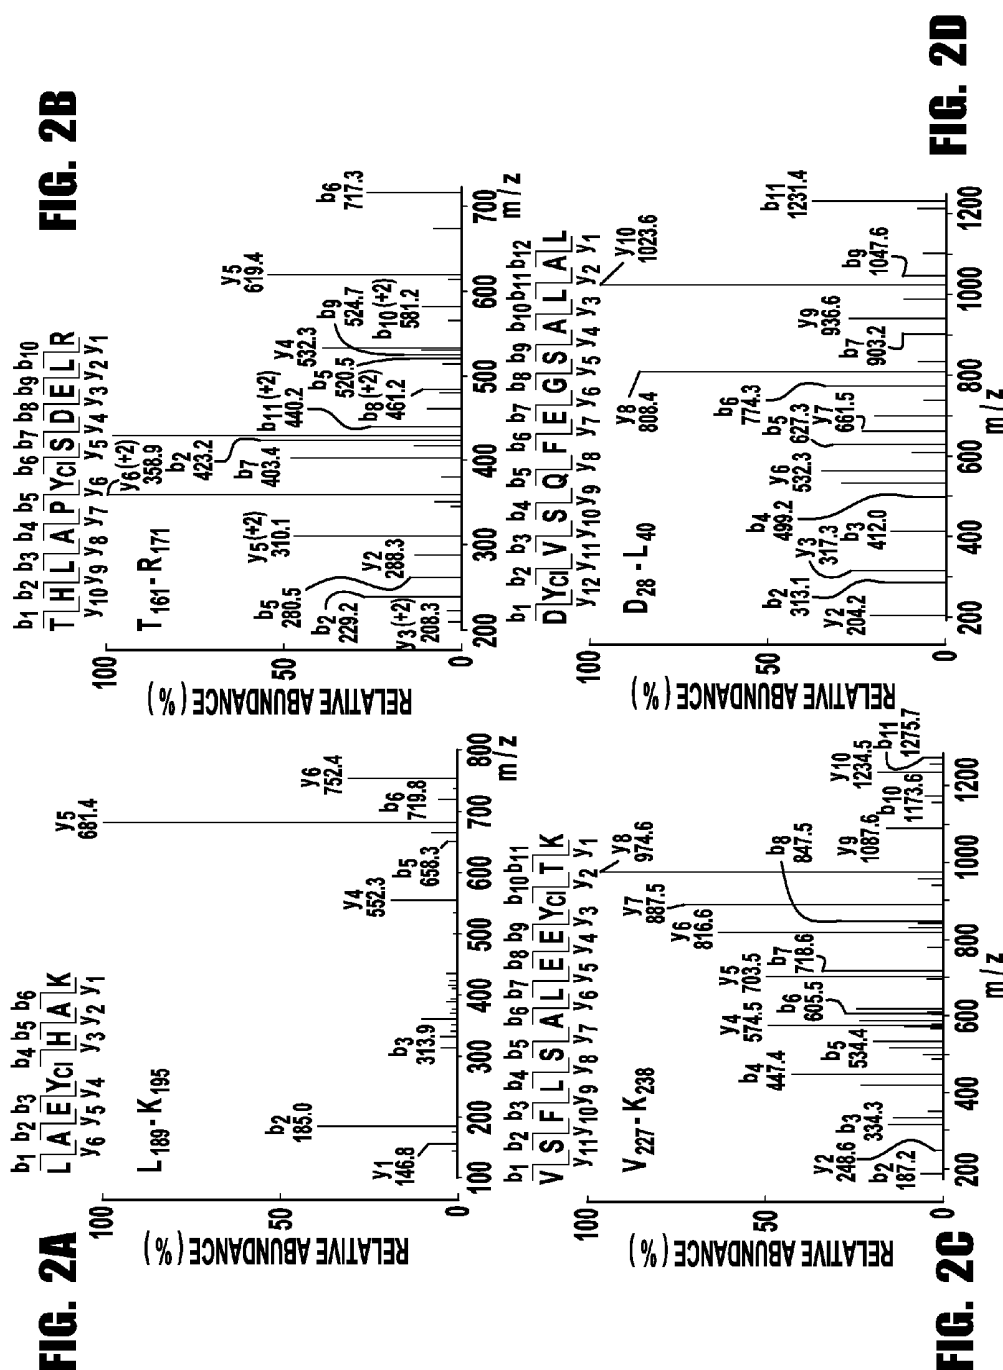 FIG. 2A
b1 b2 b3 b4 b5 b6
L A E YCl H A K
y6 y5 y4 y3 y2 y1
L189-K195
RELATIVE ABUNDANCE (%)
100
50
0
y1
146.8
b2
185.0
b3
313.9
y4
552.3
b5
658.3
y5
681.4
b6
719.8
y6
752.4
100 200 300 400 500 600 700 800
m/z
FIG. 2B
b1 b2 b3 b4 b5 b6 b7 b8 b9 b10
T H L A P YCl S D E L R
y10 y9 y8 y7 y6 y5 y4 y3 y2 y1
T161-R171
RELATIVE ABUNDANCE (%)
100
50
0
y3 (+2)
208.3
b2
229.2
b5
280.5
y2
288.3
y5 (+2)
310.1
y6 (+2)
358.9
b7
403.4
b2
423.2
b11 (+2)
440.2
b8 (+2)
461.2
b5
520.5
b9
524.7
y4
532.3
b10 (+2)
581.2
y5
619.4
b6
717.3
200 300 400 500 600 700
m/z
FIG. 2C
b1 b2 b3 b4 b5 b6 b7 b8 b9 b10 b11
V S F L S A L E E YCl T K
y11 y10 y9 y8 y7 y6 y5 y4 y3 y2 y1
V227-K238
RELATIVE ABUNDANCE (%)
100
50
0
b2
187.2
y2
248.6
b3
334.3
b4
447.4
b5
534.4
y4
574.5
b6
605.5
y5
703.5
b7
718.6
y6
816.6
b8
847.5
y7
887.5
y8
974.6
y9
1087.6
b10
1173.6
y10
1234.5
b11
1275.7
200 400 600 800 1000 1200
m/z
FIG. 2D
b1 b2 b3 b4 b5 b6 b7 b8 b9 b10 b11 b12
D YCl V S Q F E G S A L A L
y12 y11 y10 y9 y8 y7 y6 y5 y4 y3 y2 y1
D28-L40
RELATIVE ABUNDANCE (%)
100
50
0
y2
204.2
b2
313.1
y3
317.3
b3
412.0
b4
499.2
y6
532.3
b5
627.3
y7
661.5
b6
774.3
y8
808.4
b7
903.2
y9
936.6
y10
1023.6
b9
1047.6
b11
1231.4
200 400 600 800 1000 1200
m/z